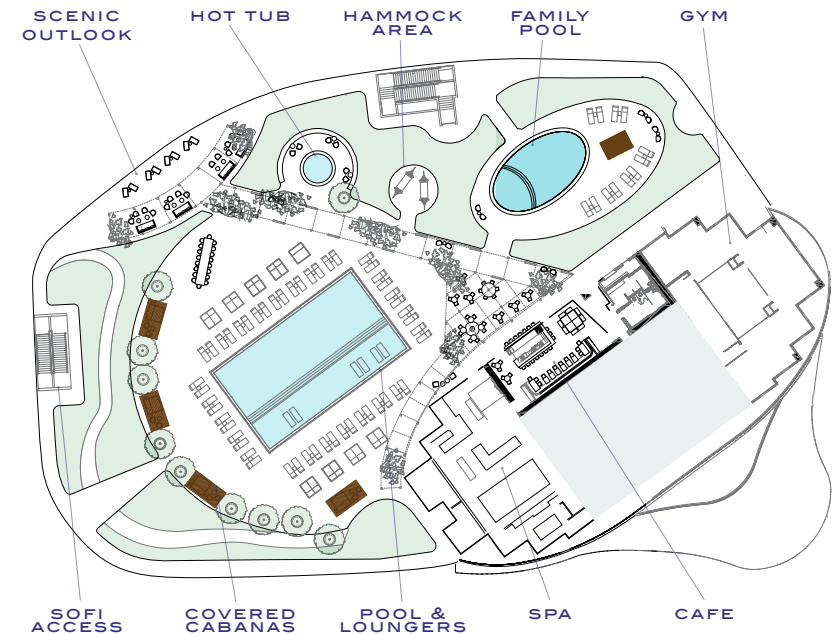 SCENIC
OUTLOOK
HOT TUB
HAMMOCK
AREA
FAMILY
POOL
GYM
SOFI
ACCESS
COVERED
CABANAS
POOL &
LOUNGERS
SPA
CAFE